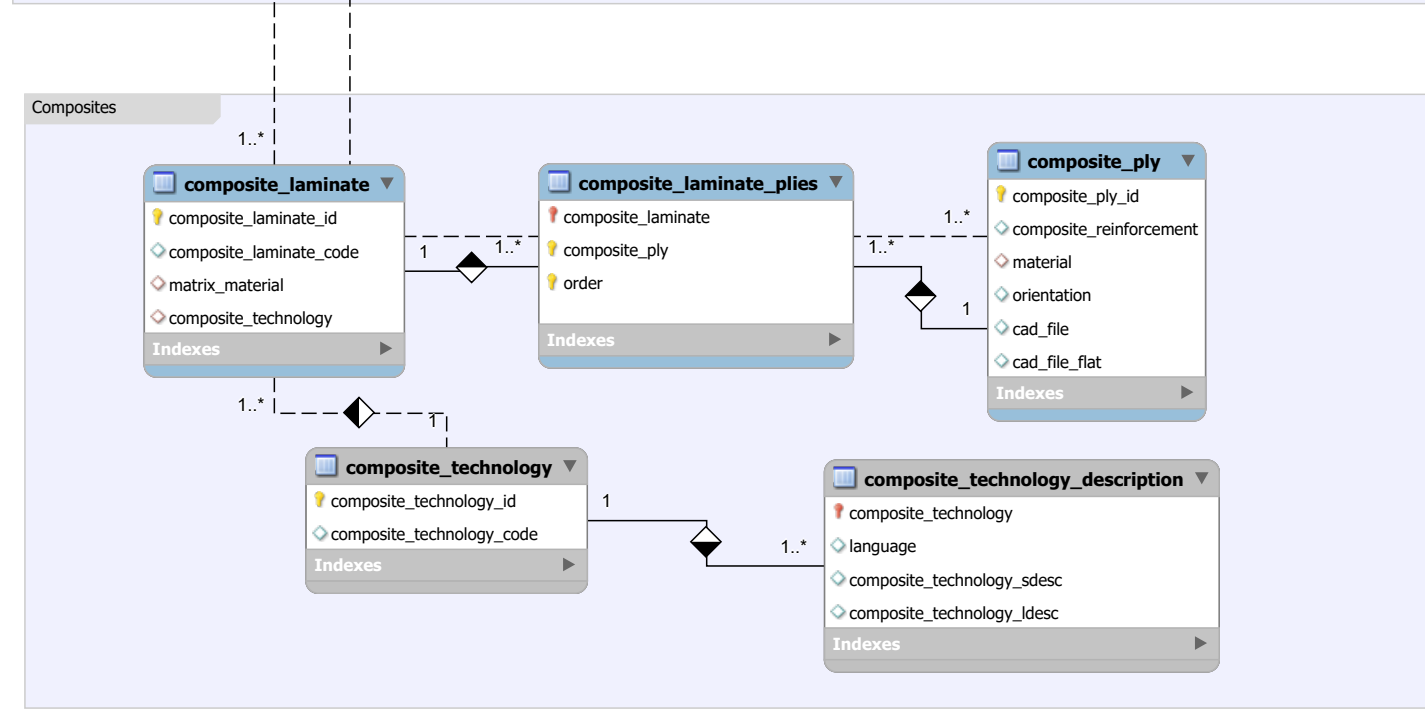 Composites
1..*
composite_laminate
composite_laminate_id
composite_laminate_code
matrix_material
composite_technology
Indexes
1
1..*
composite_laminate_plies
composite_laminate
composite_ply
order
Indexes
1..*
1..*
1
composite_ply
composite_ply_id
composite_reinforcement
material
orientation
cad_file
cad_file_flat
Indexes
1..*
1
composite_technology
composite_technology_id
composite_technology_code
Indexes
1
1..*
composite_technology_description
composite_technology
language
composite_technology_sdesc
composite_technology_ldesc
Indexes